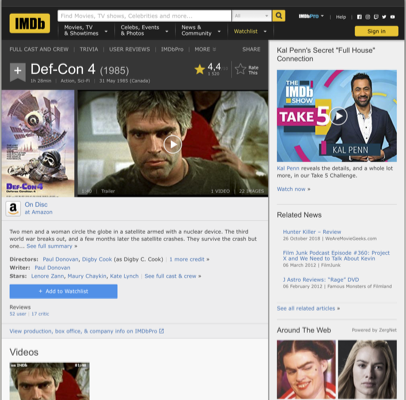 IMDb
Find Movies, TV shows, Celebrities and more...
All
IMDbPro
Help
Movies, TV & Showtimes
Celebs, Events & Photos
News & Community
Watchlist
Sign in
FULL CAST AND CREW | TRIVIA | USER REVIEWS | IMDbPro | MORE
SHARE
Def-Con 4 (1985)
4,4
Rate This
1h 28min | Action, Sci-Fi | 31 May 1985 (Canada)
DEF-CON 4
Trailer
1 VIDEO | 22 IMAGES
a
On Disc
at Amazon
Two men and a woman circle the globe in a satellite armed with a nuclear device. The third
world war breaks out, and a few months later the satellite crashes. They survive the crash but
one... See full summary »
Directors: Paul Donovan, Digby Cook (as Digby C. Cook) | 1 more credit »
Writer: Paul Donovan
Stars: Lenore Zann, Maury Chaykin, Kate Lynch | See full cast & crew »
+ Add to Watchlist
Reviews
52 user | 17 critic
View production, box office, & company info on IMDbPro
Videos
Kal Penn's Secret "Full House"
Connection
THE IMDb SHOW
TAKE 5
KAL PENN
Kal Penn reveals the details, and a whole lot
more, in our Take 5 Challenge.
Watch now »
Related News
Hunter Killer – Review
26 October 2018 | WeAreMovieGeeks.com
Film Junk Podcast Episode #360: Project
X and We Need to Talk About Kevin
06 March 2012 | FilmJunk
J Astro Reviews: "Rage" DVD
06 February 2012 | Famous Monsters of Filmland
See all related articles »
Around The Web
Powered by ZergNet